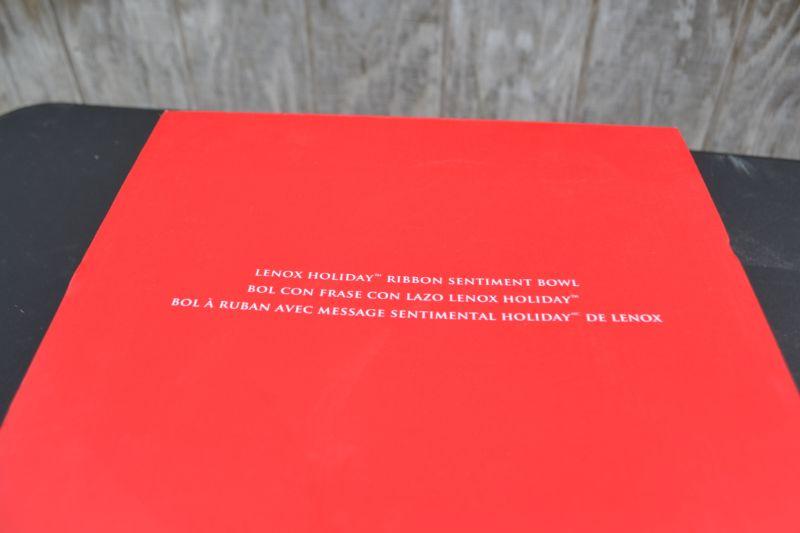 LENOX HOLIDAY™ RIBBON SENTIMENT BOWL
BOL CON FRASE CON LAZO LENOX HOLIDAY™
BOL À RUBAN AVEC MESSAGE SENTIMENTAL HOLIDAY🅪 DE LENOX